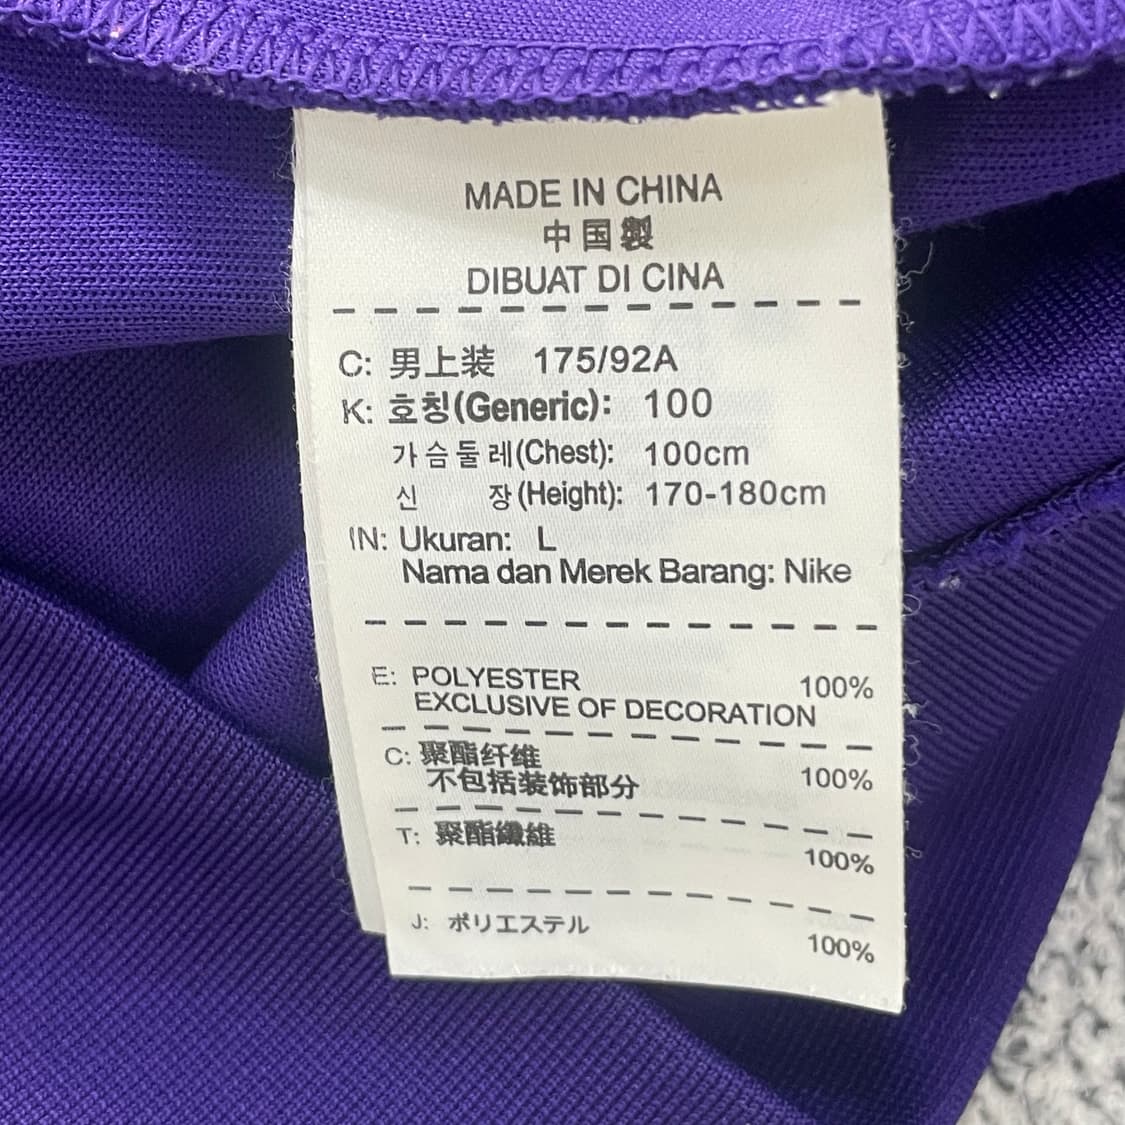 MADE IN CHINA
中国製
DIBUAT DI CINA
C: 男上装 175/92A
K: 호칭(Generic): 100
가슴둘레(Chest): 100cm
신 장(Height): 170-180cm
IN: Ukuran: L
Nama dan Merek Barang: Nike
E: POLYESTER 100%
EXCLUSIVE OF DECORATION
C: 聚酯纤维
不包括装饰部分 100%
T: 聚酯纖維 100%
J: ポリエステル 100%